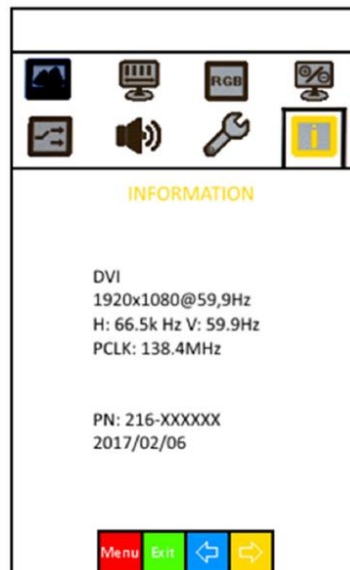 RGB
%
i
INFORMATION
DVI
1920x1080@59,9Hz
H: 66.5k Hz V: 59.9Hz
PCLK: 138.4MHz
PN: 216-XXXXXX
2017/02/06
Menu Exit